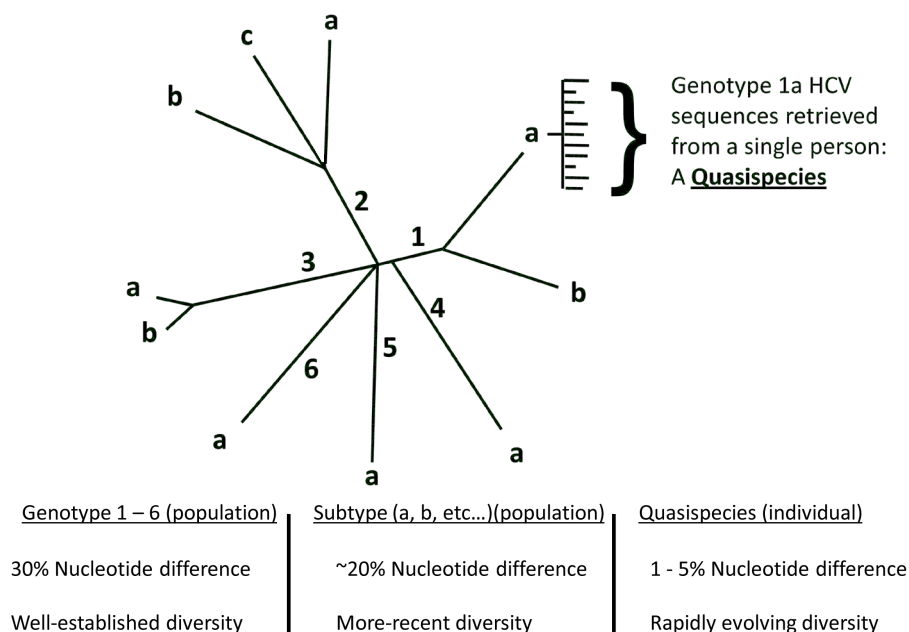 a
c
b
a
Genotype 1a HCV
sequences retrieved
from a single person:
A Quasispecies
2
1
3
a
b
b
4
5
6
a
a
a
Genotype 1 – 6 (population)
Subtype (a, b, etc...)(population)
Quasispecies (individual)
30% Nucleotide difference
~20% Nucleotide difference
1 - 5% Nucleotide difference
Well-established diversity
More-recent diversity
Rapidly evolving diversity